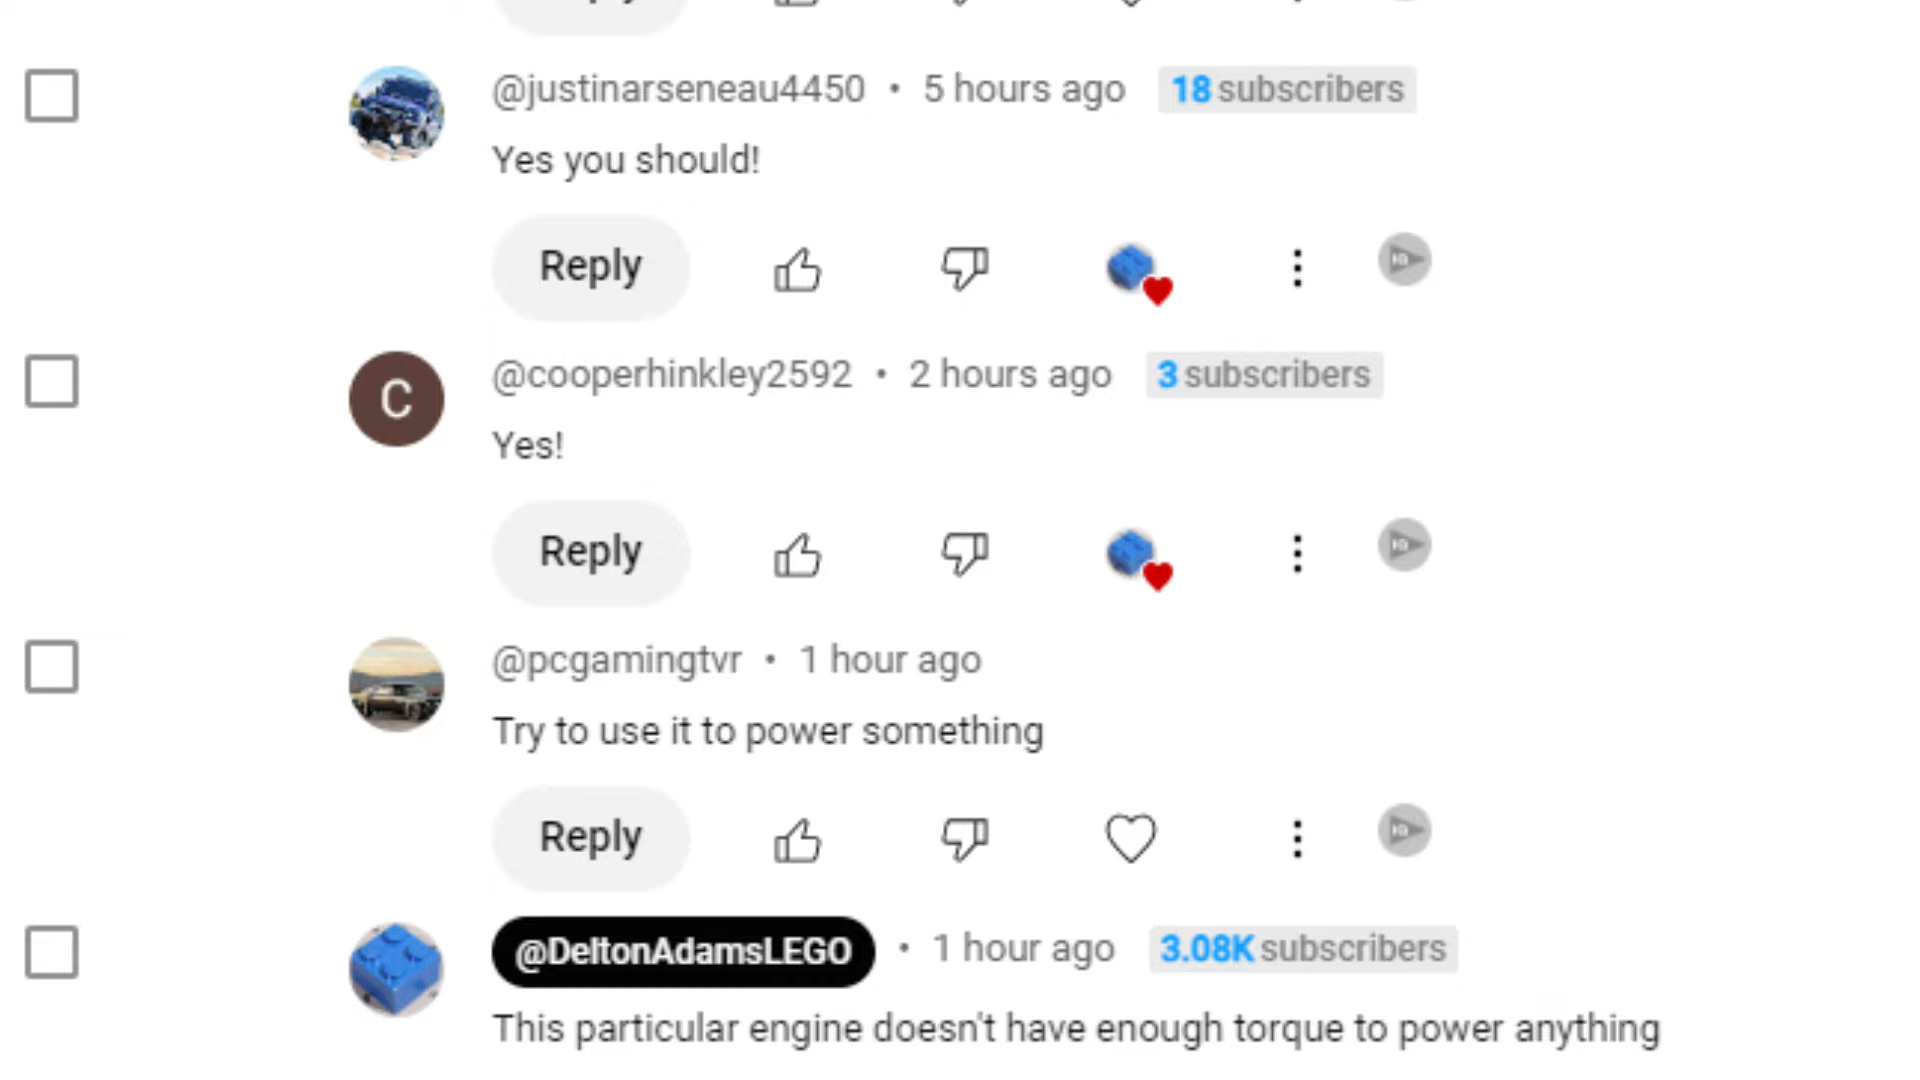 @justinarseneau4450 • 5 hours ago 18 subscribers
Yes you should!
Reply
@cooperhinkley2592 • 2 hours ago 3 subscribers
C
Yes!
Reply
@pcgamingtvr • 1 hour ago
Try to use it to power something
Reply
@DeltonAdamsLEGO • 1 hour ago 3.08K subscribers
This particular engine doesn't have enough torque to power anything